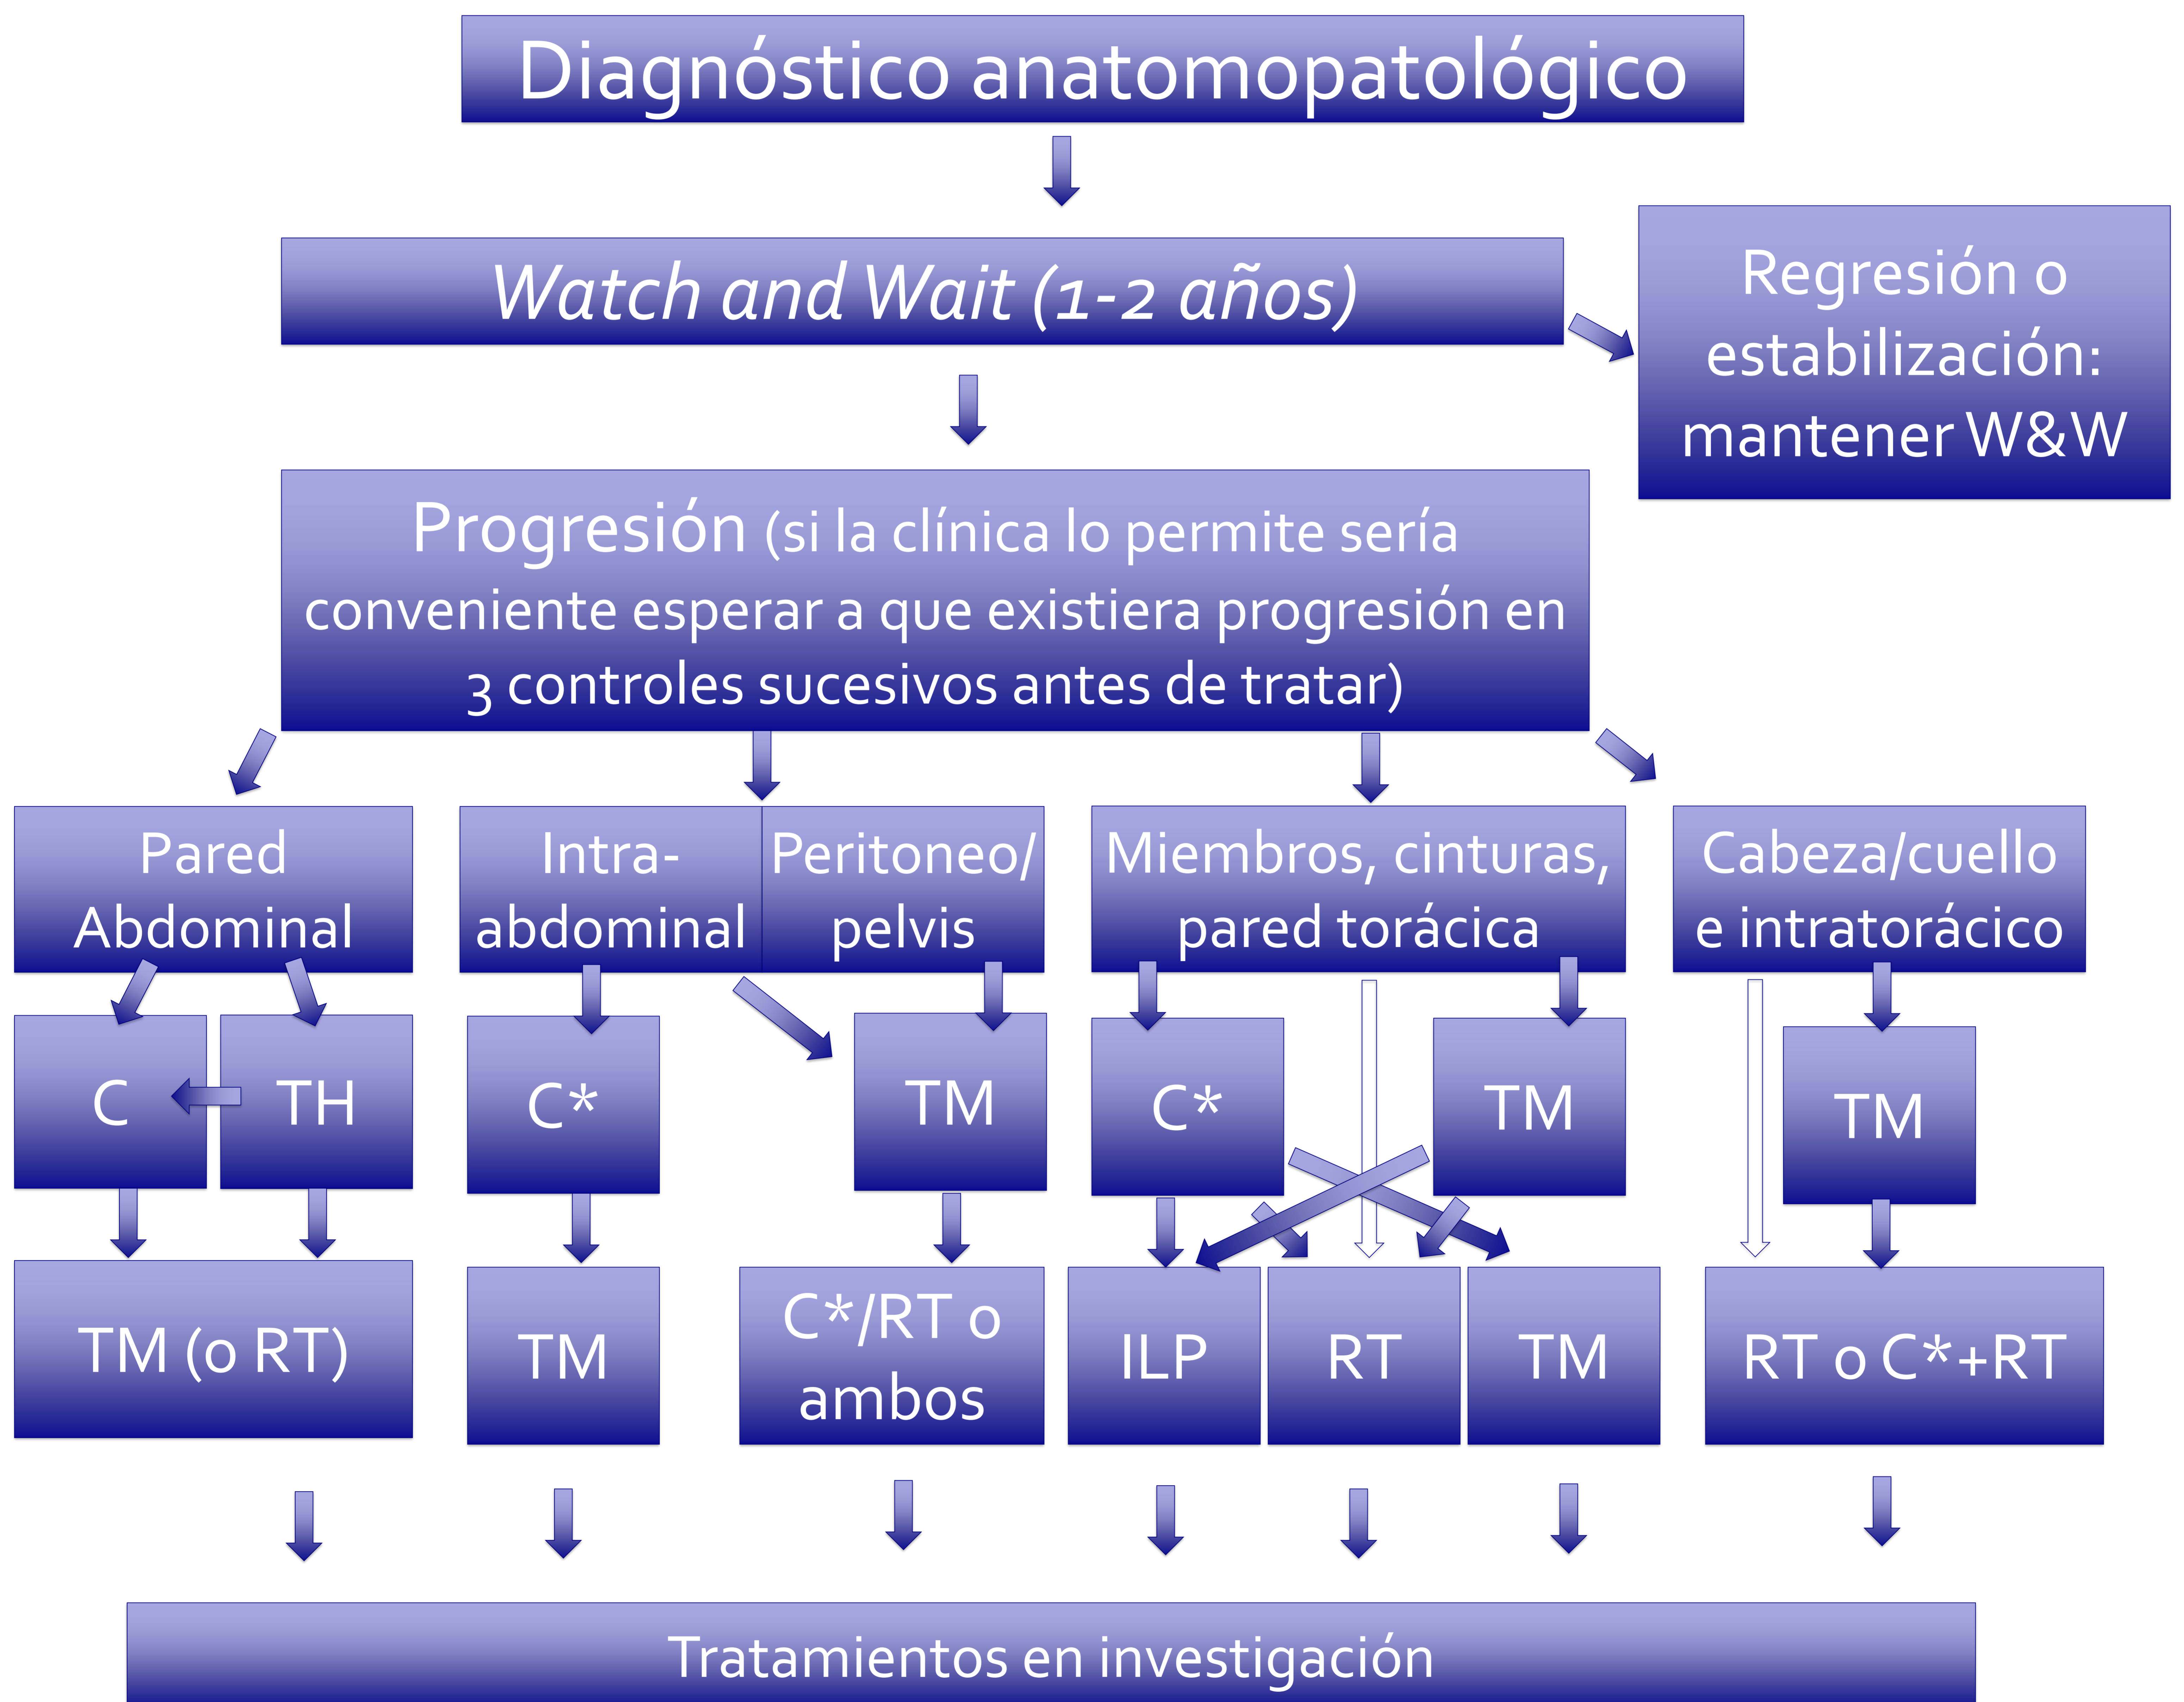 Diagnóstico anatomopatológico
Watch and Wait (1-2 años)
Regresión o
estabilización:
mantener W&W
Progresión (si la clínica lo permite sería
conveniente esperar a que existiera progresión en
3 controles sucesivos antes de tratar)
Pared
Abdominal
Intra-
abdominal
Peritoneo/
pelvis
Miembros, cinturas,
pared torácica
Cabeza/cuello
e intratorácico
C
TH
C*
TM
C*
TM
TM
TM (o RT)
TM
C*/RT o
ambos
ILP
RT
TM
RT o C*+RT
Tratamientos en investigación